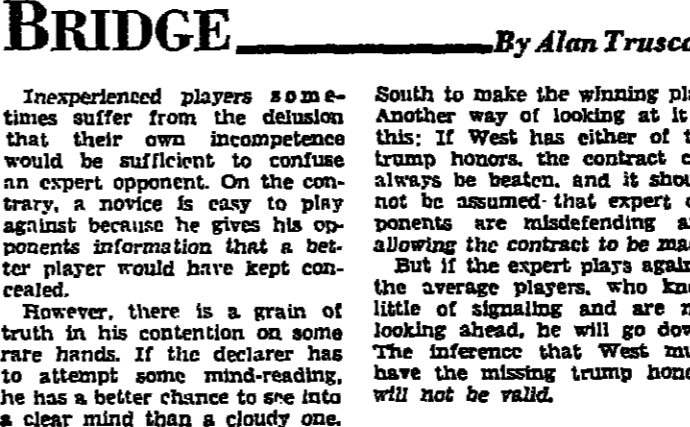 BRIDGE
By Alan
Inexperienced players some-
times suffer from the delusion
that their own incompetence
would be sufficient to confuse
an expert opponent. On the con-
trary, a novice is easy to play
against because he gives his op-
ponents information that a bet-
ter player would have kept con-
cealed.
However, there is a grain of
truth in his contention on some
rare hands. If the declarer has
to attempt some mind-reading,
he has a better chance to see into
a clear mind than a cloudy one.
South to make the winning
Another way of looking at it
this: If West has either of
trump honors, the contract
always be beaten, and it
not be assumed that expert
ponents are misdefending
allowing the contract to be
But if the expert plays
the average players, who
little of signaling and are
looking ahead, he will go
The inference that West
have the missing trump
will not be valid.